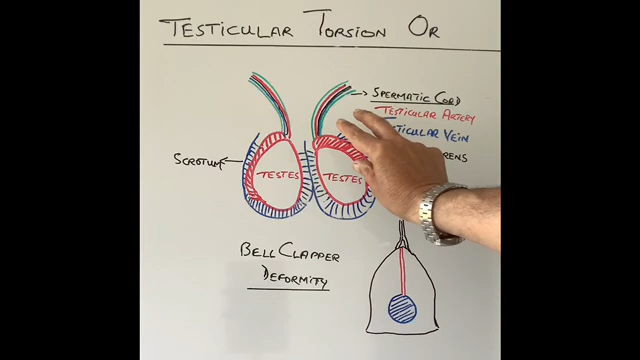 TESTICULAR TORSION OR
SPERMATIC CORD
TESTICULAR ARTERY
TICULAR VEIN
RENS
SCROTUM
TESTES
TESTES
BELL CLAPPER
DEFORMITY